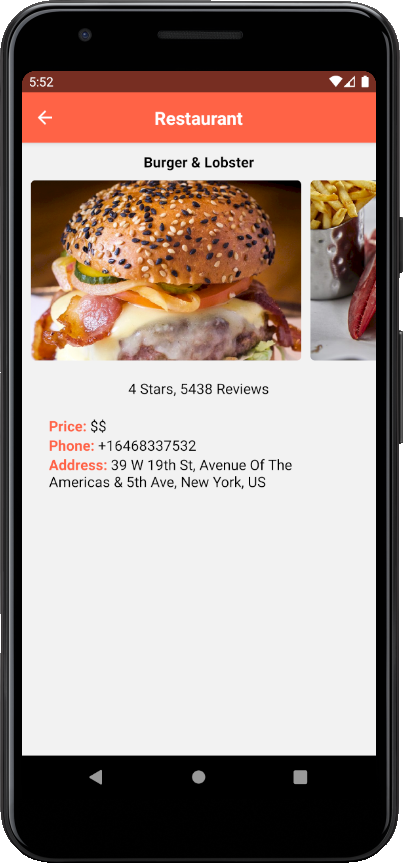 5:52
Restaurant
Burger & Lobster
4 Stars, 5438 Reviews
Price: $$
Phone: +16468337532
Address: 39 W 19th St, Avenue Of The
Americas & 5th Ave, New York, US